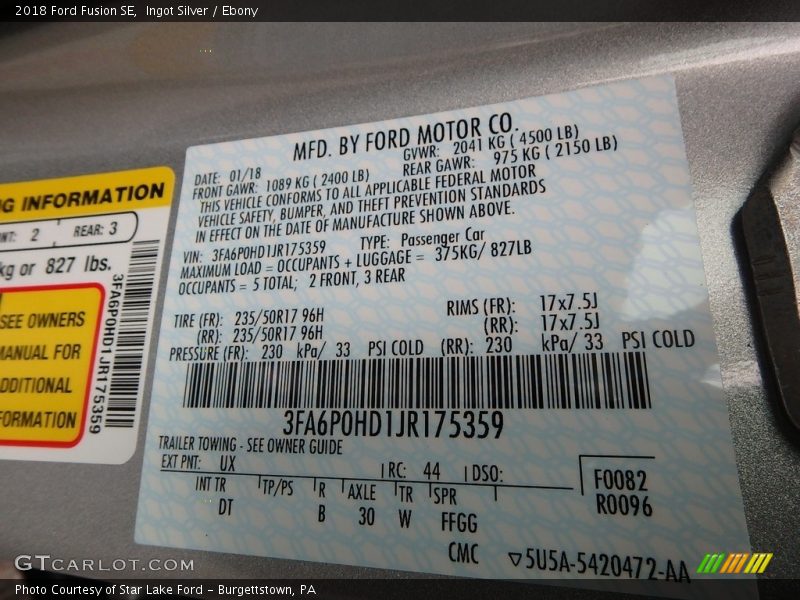 2018 Ford Fusion SE, Ingot Silver / Ebony
G INFORMATION
NT: 2 REAR: 3
kg or 827 lbs.
SEE OWNERS
MANUAL FOR
DDITIONAL
FORMATION
3FA6P0HD1JR175359
MFD. BY FORD MOTOR CO.
DATE: 01/18 GVWR: 2041 KG ( 4500 LB)
FRONT GAWR: 1089 KG ( 2400 LB) REAR GAWR: 975 KG ( 2150 LB)
THIS VEHICLE CONFORMS TO ALL APPLICABLE FEDERAL MOTOR
VEHICLE SAFETY, BUMPER, AND THEFT PREVENTION STANDARDS
IN EFFECT ON THE DATE OF MANUFACTURE SHOWN ABOVE.
VIN: 3FA6P0HD1JR175359 TYPE: Passenger Car
MAXIMUM LOAD = OCCUPANTS + LUGGAGE = 375KG/ 827LB
OCCUPANTS = 5 TOTAL; 2 FRONT, 3 REAR
TIRE (FR): 235/50R17 96H RIMS (FR): 17x7.5J
(RR): 235/50R17 96H (RR): 17x7.5J
PRESSURE (FR): 230 kPa/ 33 PSI COLD (RR): 230 kPa/ 33 PSI COLD
3FA6P0HD1JR175359
TRAILER TOWING - SEE OWNER GUIDE
EXT PNT: UX RC: 44 DSO:
INT TR TP/PS R AXLE TR SPR
DT B 30 W FFGG
F0082
R0096
CMC ▽5U5A-5420472-AA
GTCARLOT.COM
Photo Courtesy of Star Lake Ford – Burgettstown, PA